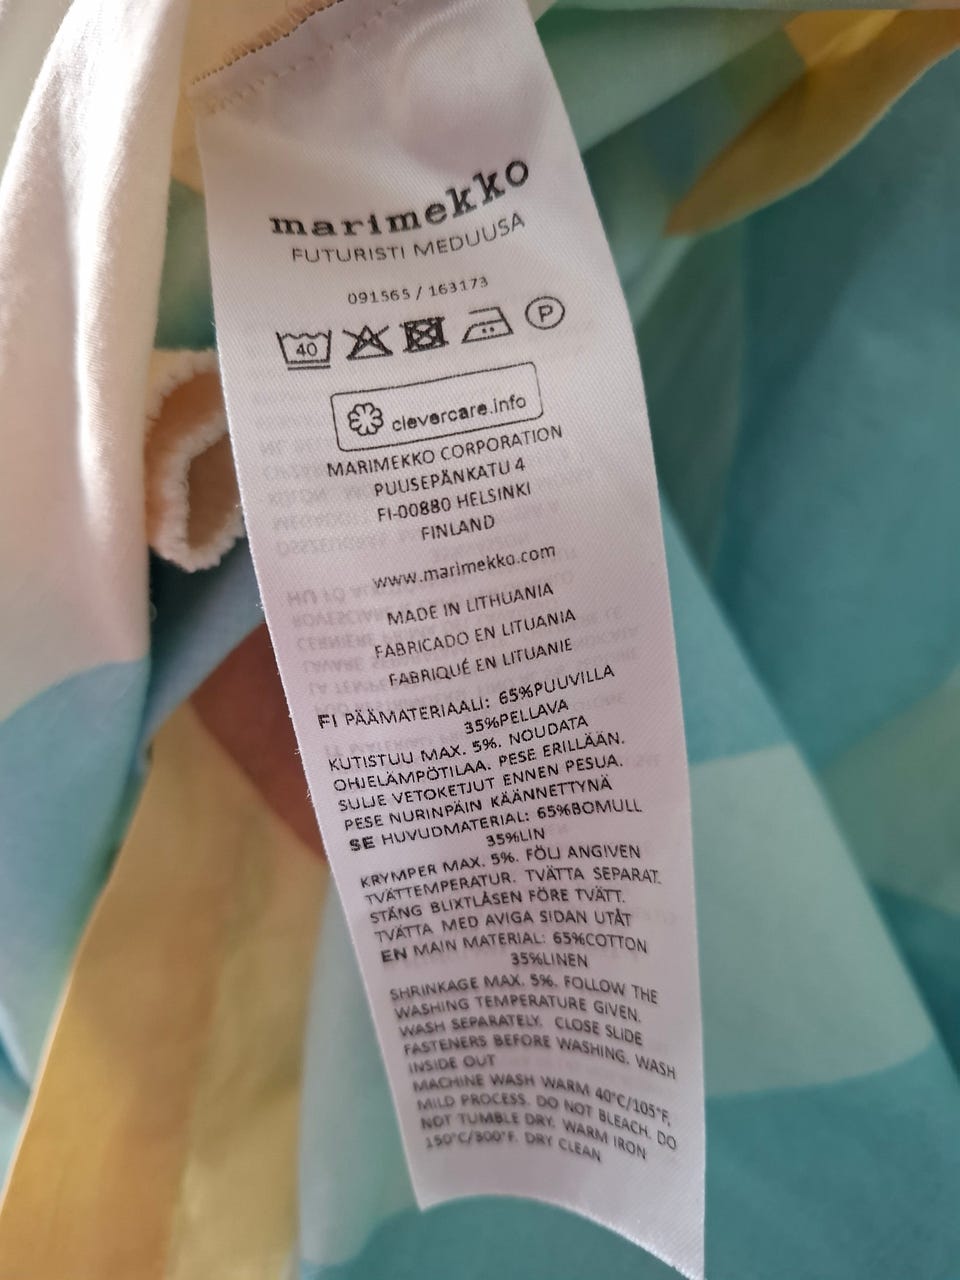 marimekko
FUTURISTI MEDUUSA
091565 / 163173
40 P
clevercare.info
MARIMEKKO CORPORATION
PUUSEPÄNKATU 4
FI-00880 HELSINKI
FINLAND
www.marimekko.com
MADE IN LITHUANIA
FABRICADO EN LITUANIA
FABRIQUÉ EN LITUANIE
FI PÄÄMATERIAALI: 65%PUUVILLA
35%PELLAVA
KUTISTUU MAX. 5%. NOUDATA
OHJELÄMPÖTILAA. PESE ERILLÄÄN.
SULJE VETOKETJUT ENNEN PESUA.
PESE NURINPÄIN KÄÄNNETTYNÄ
SE HUVUDMATERIAL: 65%BOMULL
35%LIN
KRYMPER MAX. 5%. FÖLJ ANGIVEN
TVÄTTEMPERATUR. TVÄTTA SEPARAT.
STÄNG BLIXTLÅSEN FÖRE TVÄTT.
TVÄTTA MED AVIGA SIDAN UTÅT
EN MAIN MATERIAL: 65%COTTON
35%LINEN
SHRINKAGE MAX. 5%. FOLLOW THE
WASHING TEMPERATURE GIVEN.
WASH SEPARATELY. CLOSE SLIDE
FASTENERS BEFORE WASHING. WASH
INSIDE OUT
MACHINE WASH WARM 40°C/105°F,
MILD PROCESS. DO NOT BLEACH. DO
NOT TUMBLE DRY. WARM IRON
150°C/300°F. DRY CLEAN